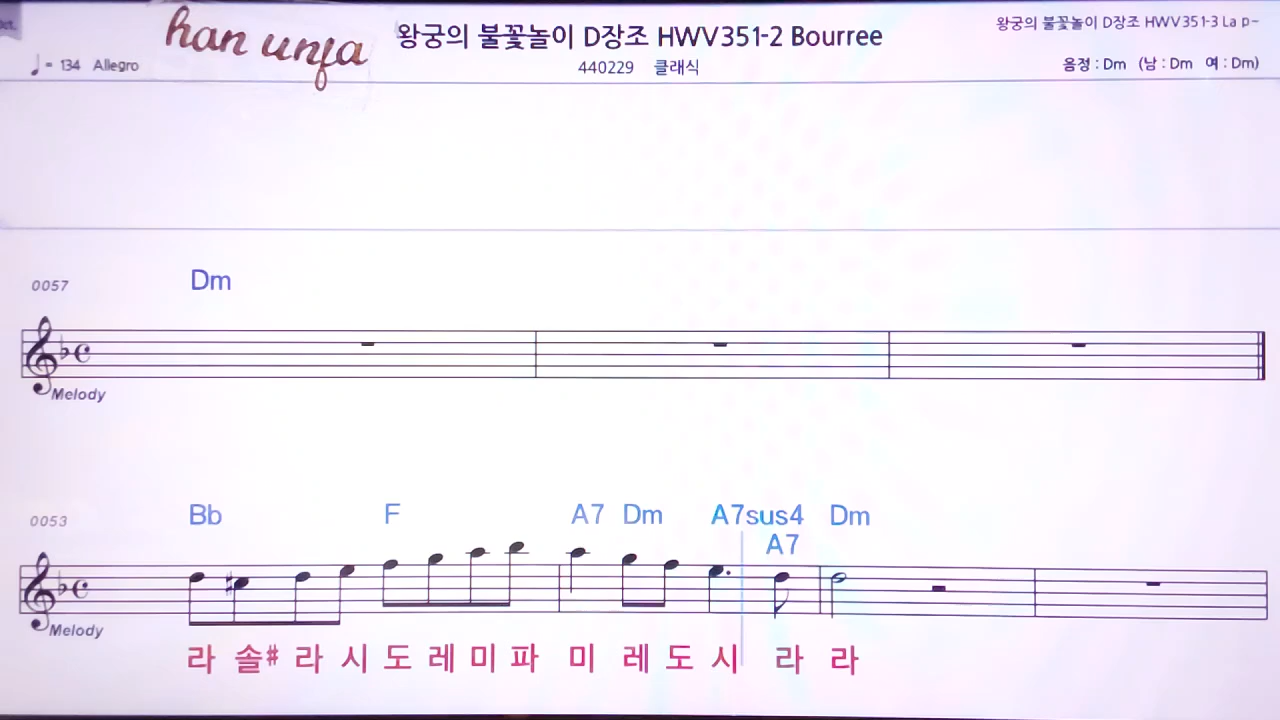 han unfa
왕궁의 불꽃놀이 D장조 HWV351-2 Bourree
왕궁의 불꽃놀이 D장조 HWV351-3 La p~
♩= 134 Allegro
440229 클래식
음정 : Dm (남 : Dm 여 : Dm)
0057 Dm
Melody
0053 Bb F A7 Dm A7sus4 Dm
A7
Melody
라 솔# 라 시 도 레 미 파 미 레 도 시 라 라